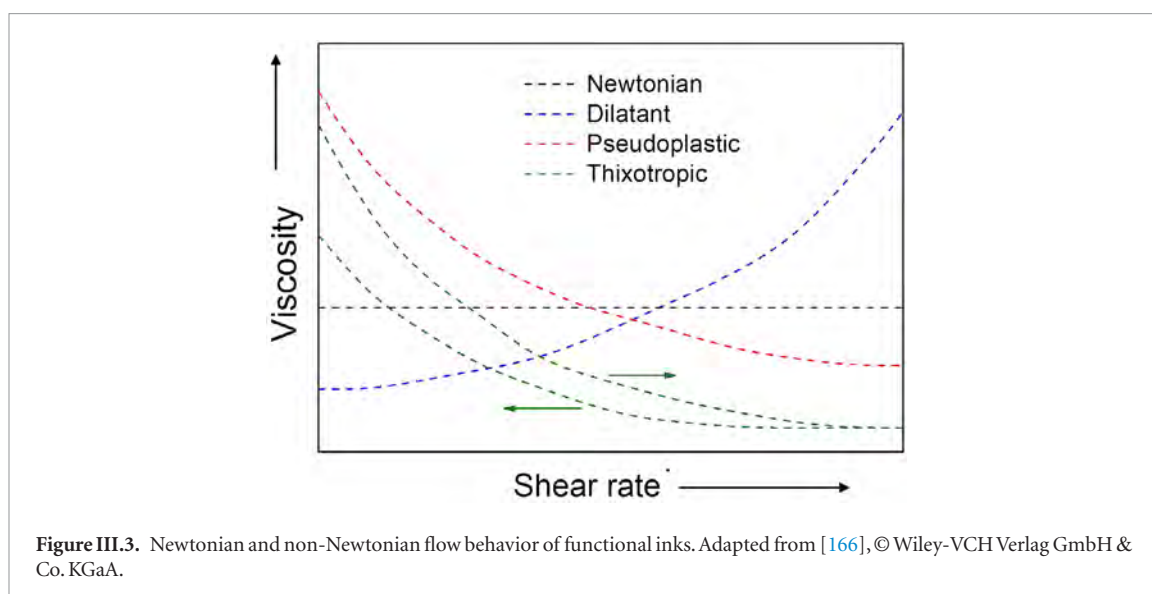 Newtonian
Dilatant
Pseudoplastic
Thixotropic
Viscosity
Shear rate
Figure III.3. Newtonian and non-Newtonian flow behavior of functional inks. Adapted from [166], © Wiley-VCH Verlag GmbH &
Co. KGaA.